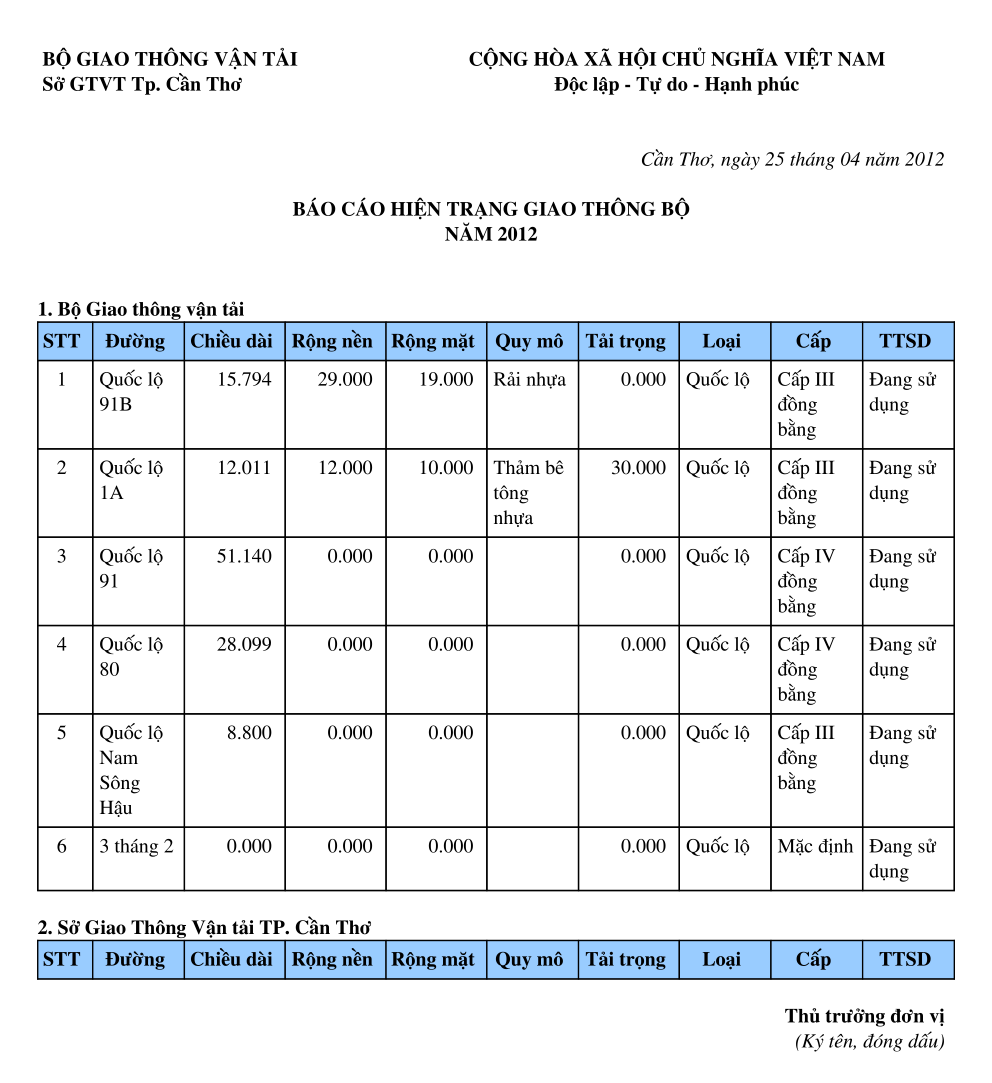 BỘ GIAO THÔNG VẬN TẢI
Sở GTVT Tp. Cần Thơ
CỘNG HÒA XÃ HỘI CHỦ NGHĨA VIỆT NAM
Độc lập - Tự do - Hạnh phúc
Cần Thơ, ngày 25 tháng 04 năm 2012
BÁO CÁO HIỆN TRẠNG GIAO THÔNG BỘ
NĂM 2012
1. Bộ Giao thông vận tải
STT Đường Chiều dài Rộng nền Rộng mặt Quy mô Tải trọng Loại Cấp TTSD
1 Quốc lộ 15.794 29.000 19.000 Rải nhựa 0.000 Quốc lộ Cấp III Đang sử
91B đồng dụng
bằng
2 Quốc lộ 12.011 12.000 10.000 Thảm bê 30.000 Quốc lộ Cấp III Đang sử
1A tông đồng dụng
nhựa bằng
3 Quốc lộ 51.140 0.000 0.000 0.000 Quốc lộ Cấp IV Đang sử
91 đồng dụng
bằng
4 Quốc lộ 28.099 0.000 0.000 0.000 Quốc lộ Cấp IV Đang sử
80 đồng dụng
bằng
5 Quốc lộ 8.800 0.000 0.000 0.000 Quốc lộ Cấp III Đang sử
Nam đồng dụng
Sông bằng
Hậu
6 3 tháng 2 0.000 0.000 0.000 0.000 Quốc lộ Mặc định Đang sử
dụng
2. Sở Giao Thông Vận tải TP. Cần Thơ
STT Đường Chiều dài Rộng nền Rộng mặt Quy mô Tải trọng Loại Cấp TTSD
Thủ trưởng đơn vị
(Ký tên, đóng dấu)